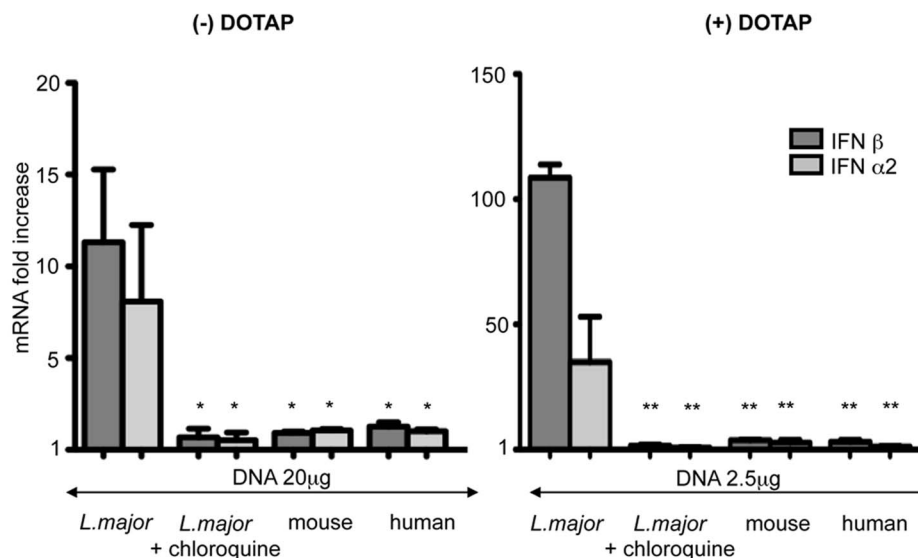 (-) DOTAP
(+) DOTAP
mRNA fold increase
20
15
10
5
1
* * * * * *
DNA 20µg
L.major
L.major
+ chloroquine
mouse
human
150
100
50
1
IFN β
IFN α2
** ** ** ** ** **
DNA 2.5µg
L.major
L.major
+ chloroquine
mouse
human